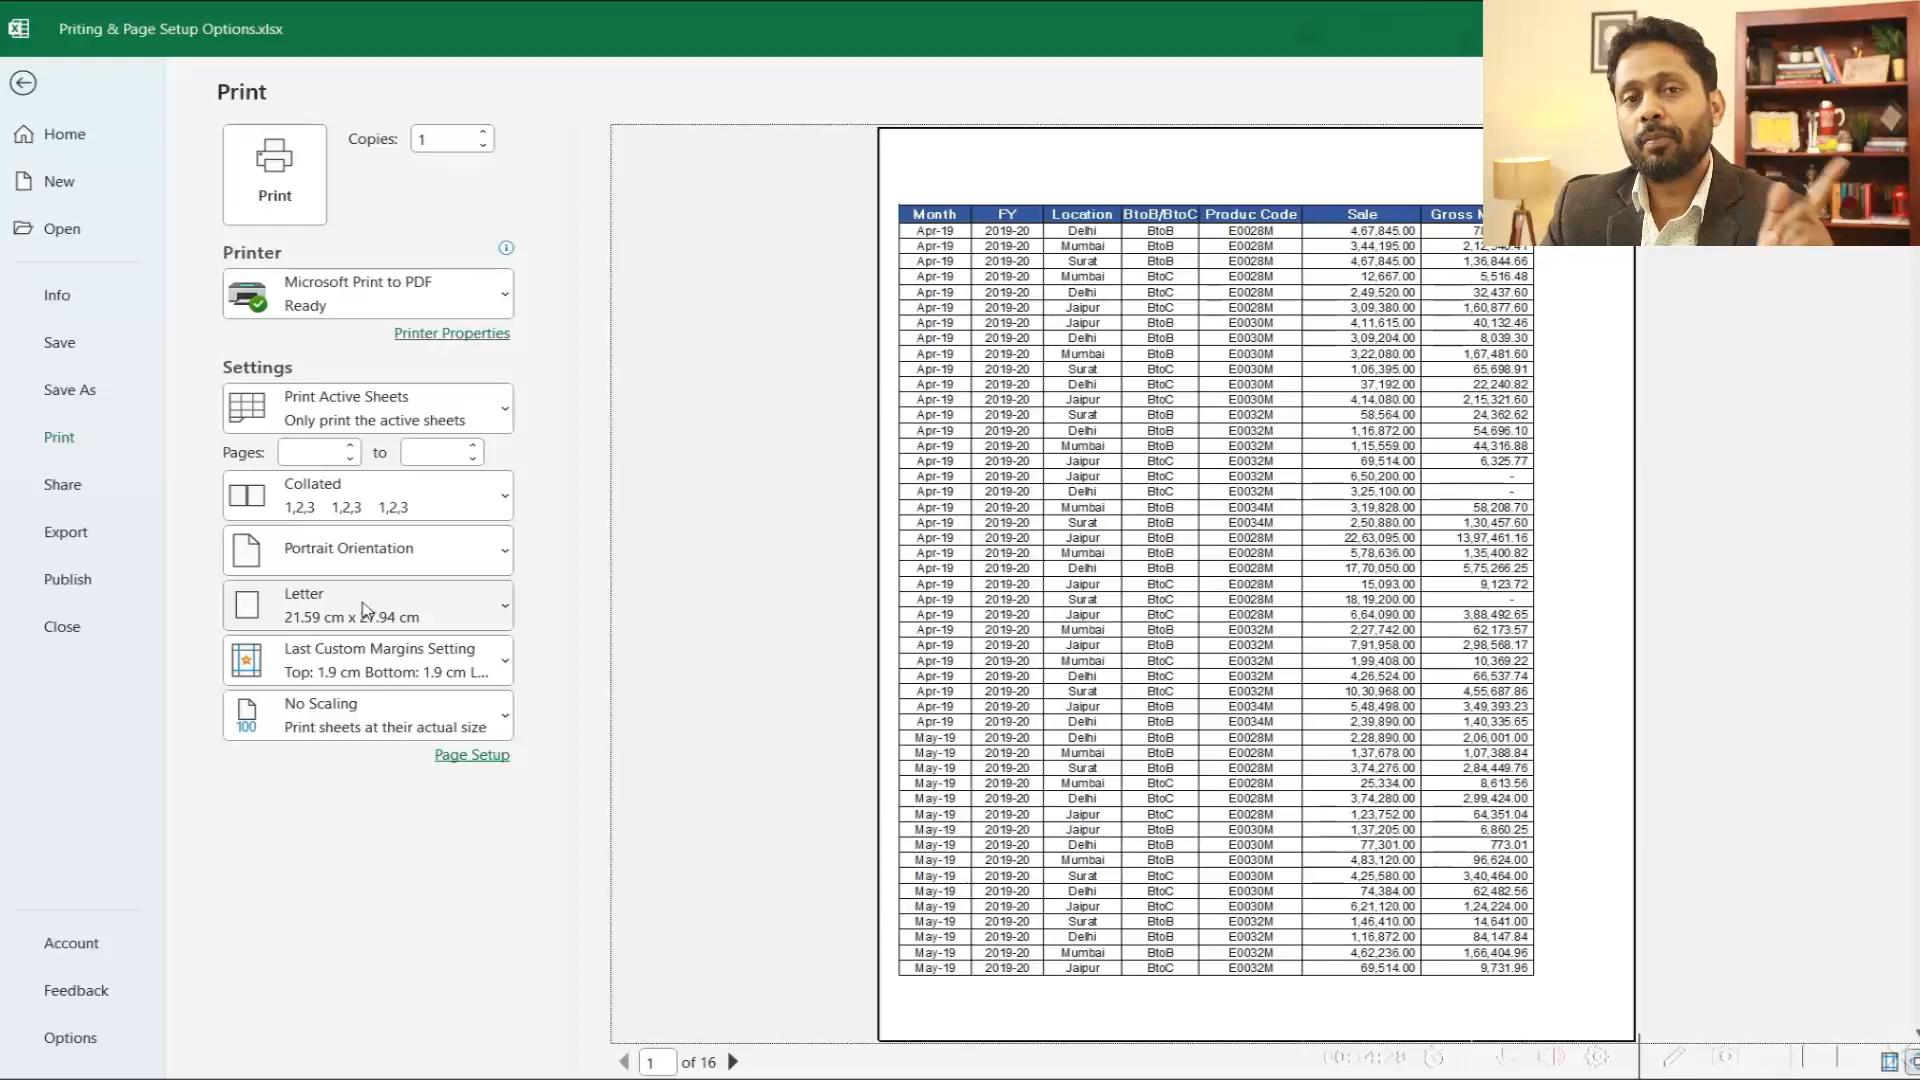 Priting & Page Setup Options.xlsx
Home
New
Open
Info
Save
Save As
Print
Share
Export
Publish
Close
Account
Feedback
Options
Print
Print
Copies: 1
Printer
Microsoft Print to PDF
Ready
Printer Properties
Settings
Print Active Sheets
Only print the active sheets
Pages: to
Collated
1,2,3 1,2,3 1,2,3
Portrait Orientation
Letter
21.59 cm x 27.94 cm
Last Custom Margins Setting
Top: 1.9 cm Bottom: 1.9 cm L...
No Scaling
100
Print sheets at their actual size
Page Setup
Month FY Location BtoB/BtoC Produc Code Sale Gross
Apr-19 2019-20 Delhi BtoB E0028M 4,67,845.00
Apr-19 2019-20 Mumbai BtoB E0028M 3,44,195.00
Apr-19 2019-20 Surat BtoB E0028M 4,67,845.00 1,36,844.66
Apr-19 2019-20 Mumbai BtoC E0028M 12,667.00 5,516.48
Apr-19 2019-20 Delhi BtoC E0028M 2,49,520.00 32,437.60
Apr-19 2019-20 Jaipur BtoC E0028M 3,09,380.00 1,60,877.60
Apr-19 2019-20 Jaipur BtoB E0030M 4,11,615.00 40,132.46
Apr-19 2019-20 Delhi BtoB E0030M 3,09,204.00 8,039.30
Apr-19 2019-20 Mumbai BtoB E0030M 3,22,080.00 1,67,481.60
Apr-19 2019-20 Surat BtoB E0030M 1,06,395.00 65,698.91
Apr-19 2019-20 Delhi BtoC E0030M 37,192.00 22,240.82
Apr-19 2019-20 Jaipur BtoC E0030M 4,14,080.00 2,15,321.60
Apr-19 2019-20 Surat BtoB E0032M 58,564.00 24,362.62
Apr-19 2019-20 Delhi BtoB E0032M 1,16,872.00 54,696.10
Apr-19 2019-20 Mumbai BtoB E0032M 1,15,559.00 44,316.88
Apr-19 2019-20 Jaipur BtoC E0032M 69,514.00 6,325.77
Apr-19 2019-20 Jaipur BtoC E0032M 6,50,200.00 -
Apr-19 2019-20 Delhi BtoC E0032M 3,25,100.00 -
Apr-19 2019-20 Mumbai BtoB E0034M 3,19,828.00 58,208.70
Apr-19 2019-20 Surat BtoB E0034M 2,50,880.00 1,30,457.60
Apr-19 2019-20 Jaipur BtoB E0028M 22,63,095.00 13,97,461.16
Apr-19 2019-20 Mumbai BtoB E0028M 5,78,636.00 1,35,400.82
Apr-19 2019-20 Delhi BtoB E0028M 17,70,050.00 5,75,266.25
Apr-19 2019-20 Jaipur BtoC E0028M 15,093.00 9,123.72
Apr-19 2019-20 Surat BtoC E0028M 18,19,200.00 -
Apr-19 2019-20 Jaipur BtoC E0028M 6,64,090.00 3,88,492.65
Apr-19 2019-20 Mumbai BtoB E0032M 2,27,742.00 62,173.57
Apr-19 2019-20 Jaipur BtoB E0032M 7,91,958.00 2,98,568.17
Apr-19 2019-20 Mumbai BtoC E0032M 1,99,408.00 10,369.22
Apr-19 2019-20 Delhi BtoC E0032M 4,26,524.00 66,537.74
Apr-19 2019-20 Surat BtoC E0032M 10,30,968.00 4,55,687.86
Apr-19 2019-20 Jaipur BtoB E0034M 5,48,498.00 3,49,393.23
Apr-19 2019-20 Delhi BtoB E0034M 2,39,890.00 1,40,335.65
May-19 2019-20 Delhi BtoB E0028M 2,28,890.00 2,06,001.00
May-19 2019-20 Mumbai BtoB E0028M 1,37,678.00 1,07,388.84
May-19 2019-20 Surat BtoB E0028M 3,74,276.00 2,84,449.76
May-19 2019-20 Mumbai BtoC E0028M 25,334.00 8,613.56
May-19 2019-20 Delhi BtoC E0028M 3,74,280.00 2,99,424.00
May-19 2019-20 Jaipur BtoC E0028M 1,23,752.00 64,351.04
May-19 2019-20 Jaipur BtoB E0030M 1,37,205.00 6,860.25
May-19 2019-20 Delhi BtoB E0030M 77,301.00 773.01
May-19 2019-20 Mumbai BtoB E0030M 4,83,120.00 96,624.00
May-19 2019-20 Surat BtoB E0030M 4,25,580.00 3,40,464.00
May-19 2019-20 Delhi BtoC E0030M 74,384.00 62,482.56
May-19 2019-20 Jaipur BtoC E0030M 6,21,120.00 1,24,224.00
May-19 2019-20 Surat BtoB E0032M 1,46,410.00 14,641.00
May-19 2019-20 Delhi BtoB E0032M 1,16,872.00 84,147.84
May-19 2019-20 Mumbai BtoB E0032M 4,62,236.00 1,66,404.96
May-19 2019-20 Jaipur BtoC E0032M 69,514.00 9,731.96
1 of 16